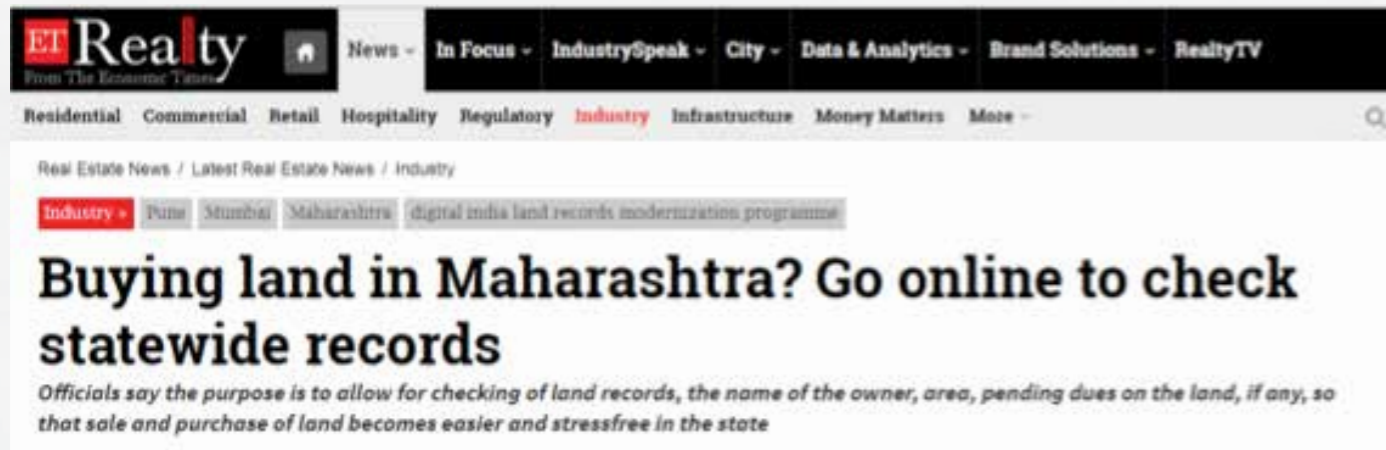 ET Realty
From The Economic Times
News In Focus IndustrySpeak City Data & Analytics Brand Solutions RealtyTV
Residential Commercial Retail Hospitality Regulatory Industry Infrastructure Money Matters More
Real Estate News / Latest Real Estate News / Industry
Industry » Pune Mumbai Maharashtra digital india land records modernization programme
Buying land in Maharashtra? Go online to check
statewide records
Officials say the purpose is to allow for checking of land records, the name of the owner, area, pending dues on the land, if any, so
that sale and purchase of land becomes easier and stressfree in the state